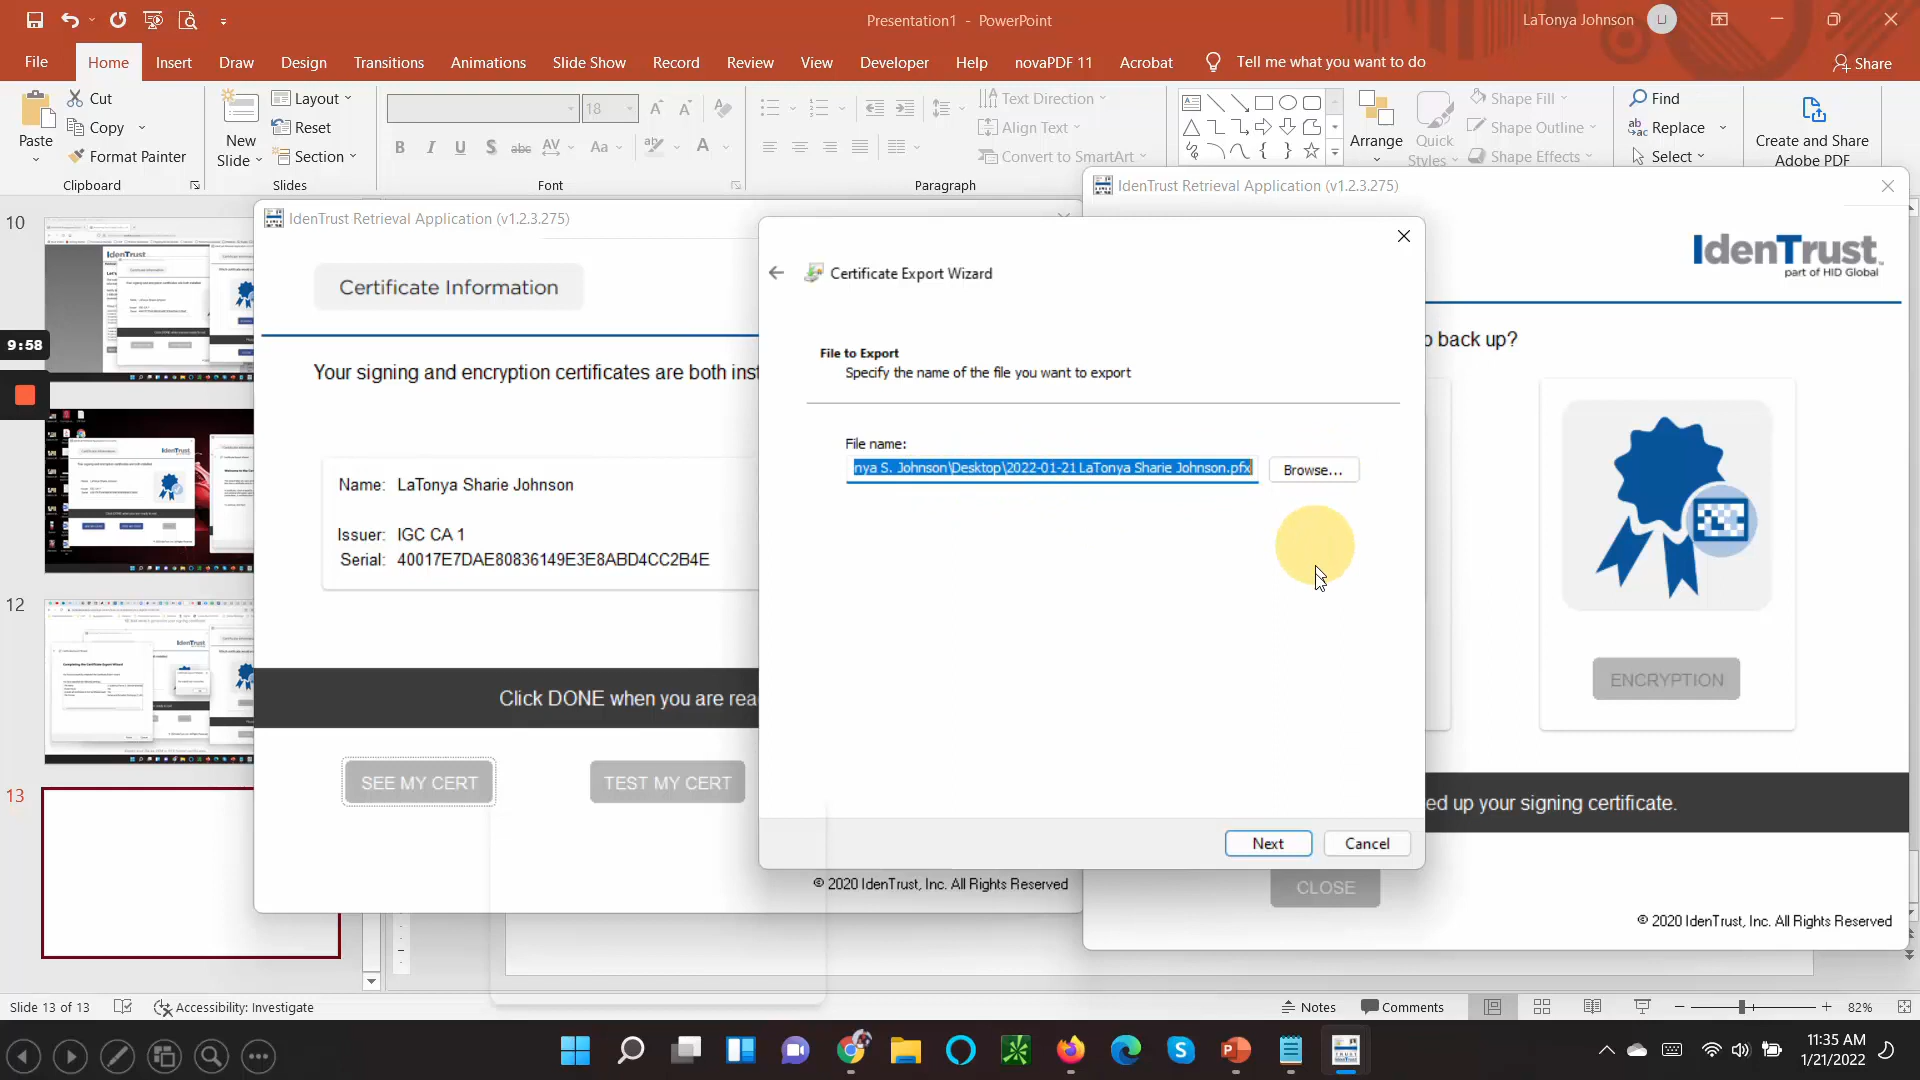 Presentation1 - PowerPoint
LaTonya Johnson
LJ
File
Home
Insert
Draw
Design
Transitions
Animations
Slide Show
Record
Review
View
Developer
Help
novaPDF 11
Acrobat
Tell me what you want to do
Share
Paste
Cut
Copy
Format Painter
Clipboard
New Slide
Layout
Reset
Section
Slides
18
B I U S abc AV Aa A
Font
Text Direction
Align Text
Convert to SmartArt
Paragraph
Arrange
Quick Styles
Shape Fill
Shape Outline
Shape Effects
Find
Replace
Select
Create and Share Adobe PDF
10
12
13
9:58
IdenTrust Retrieval Application (v1.2.3.275)
Certificate Information
Your signing and encryption certificates are both inst
Name: LaTonya Sharie Johnson
Issuer: IGC CA 1
Serial: 40017E7DAE80836149E3E8ABD4CC2B4E
Click DONE when you are rea
SEE MY CERT
TEST MY CERT
© 2020 IdenTrust, Inc. All Rights Reserved
Certificate Export Wizard
File to Export
Specify the name of the file you want to export
File name:
nya S. Johnson\Desktop\2022-01-21 LaTonya Sharie Johnson.pfx
Browse...
Next
Cancel
IdenTrust Retrieval Application (v1.2.3.275)
IdenTrust
part of HID Global
o back up?
ENCRYPTION
ed up your signing certificate.
CLOSE
© 2020 IdenTrust, Inc. All Rights Reserved
Slide 13 of 13
Accessibility: Investigate
Notes
Comments
82%
11:35 AM
1/21/2022